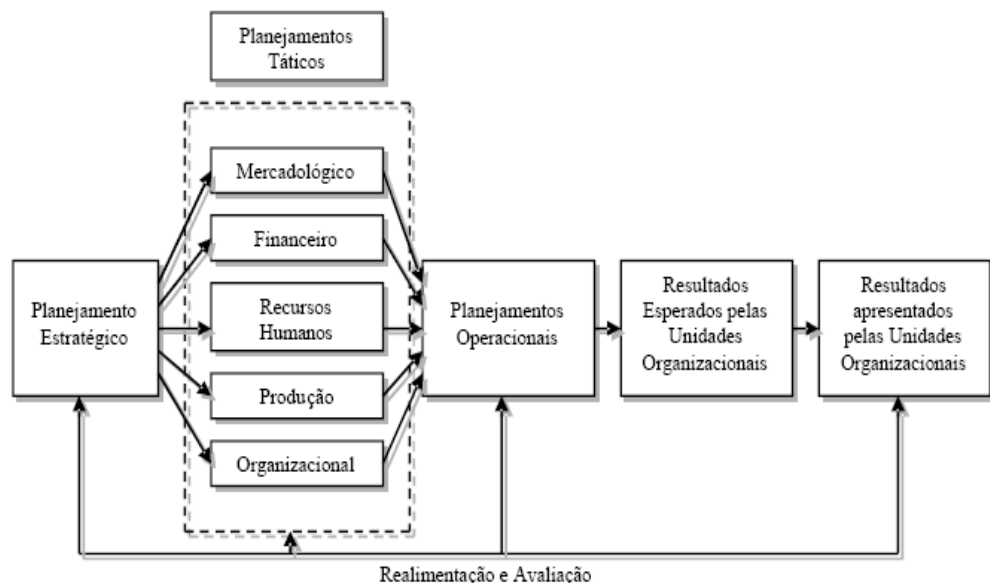 Planejamentos
Táticos
Mercadológico
Financeiro
Recursos
Humanos
Produção
Organizacional
Planejamento
Estratégico
Planejamentos
Operacionais
Resultados
Esperados pelas
Unidades
Organizacionais
Resultados
apresentados
pelas Unidades
Organizacionais
Realimentação e Avaliação